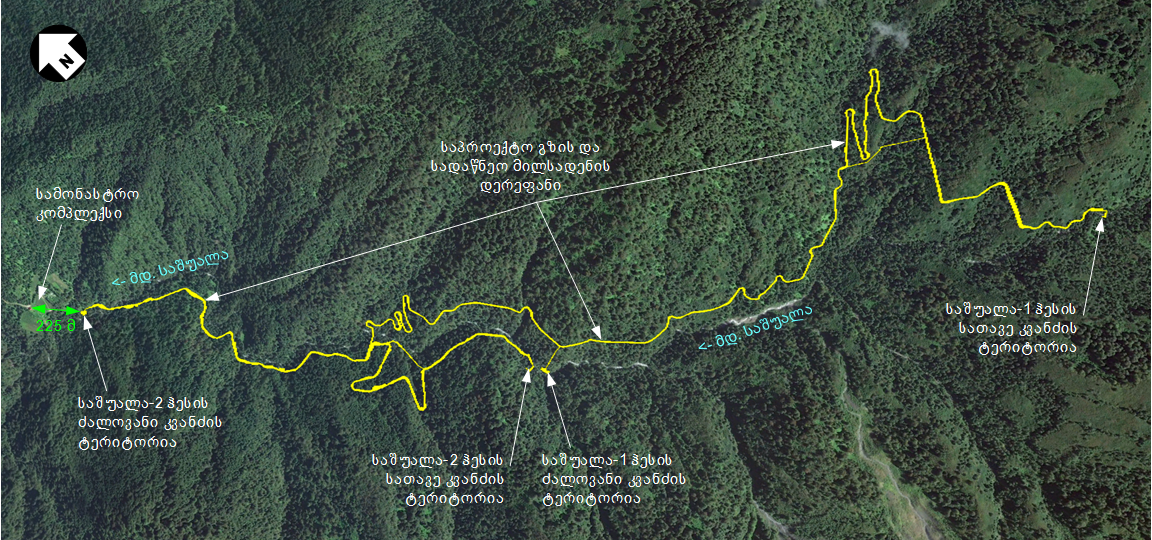 N
საპროექტო გზის და
სადაწნეო მილსადენის
დერეფანი
სამონასტრო
კომპლექსი
<- მდ. საშუალა
225 მ
საშუალა-1 ჰესის
სათავე კვანძის
ტერიტორია
<- მდ. საშუალა
საშუალა-2 ჰესის
ძალოვანი კვანძის
ტერიტორია
საშუალა-2 ჰესის
სათავე კვანძის
ტერიტორია
საშუალა-1 ჰესის
ძალოვანი კვანძის
ტერიტორია